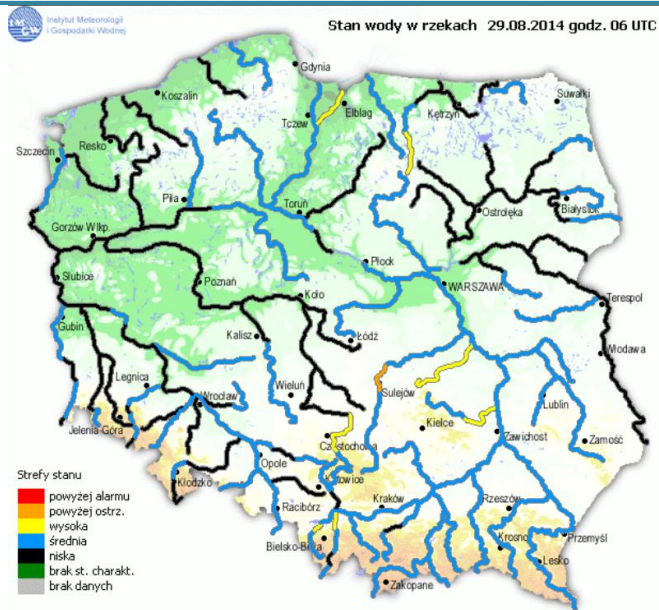 Instytut Meteorologii
i Gospodarki Wodnej
IMGW
Stan wody w rzekach 29.08.2014 godz. 06 UTC
Gdynia
Koszalin
Suwałki
Elbląg
Tczew
Kętrzyn
Resko
Szczecin
Piła
Toruń
Ostrołęka
Białystok
Gorzów Wlkp.
Płock
Słubice
Poznań
WARSZAWA
Koło
Terespol
Gubin
Kalisz
Łódź
Włodawa
Legnica
Wieluń
Sulejów
Lublin
Wrocław
Kielce
Jelenia Góra
Zawichost
Zamość
Częstochowa
Opole
Kłodzko
Katowice
Racibórz
Kraków
Rzeszów
Bielsko-Biała
Krosno
Przemyśl
Lesko
Zakopane
Strefy stanu
powyżej alarmu
powyżej ostrz.
wysoka
średnia
niska
brak st. charakt.
brak danych